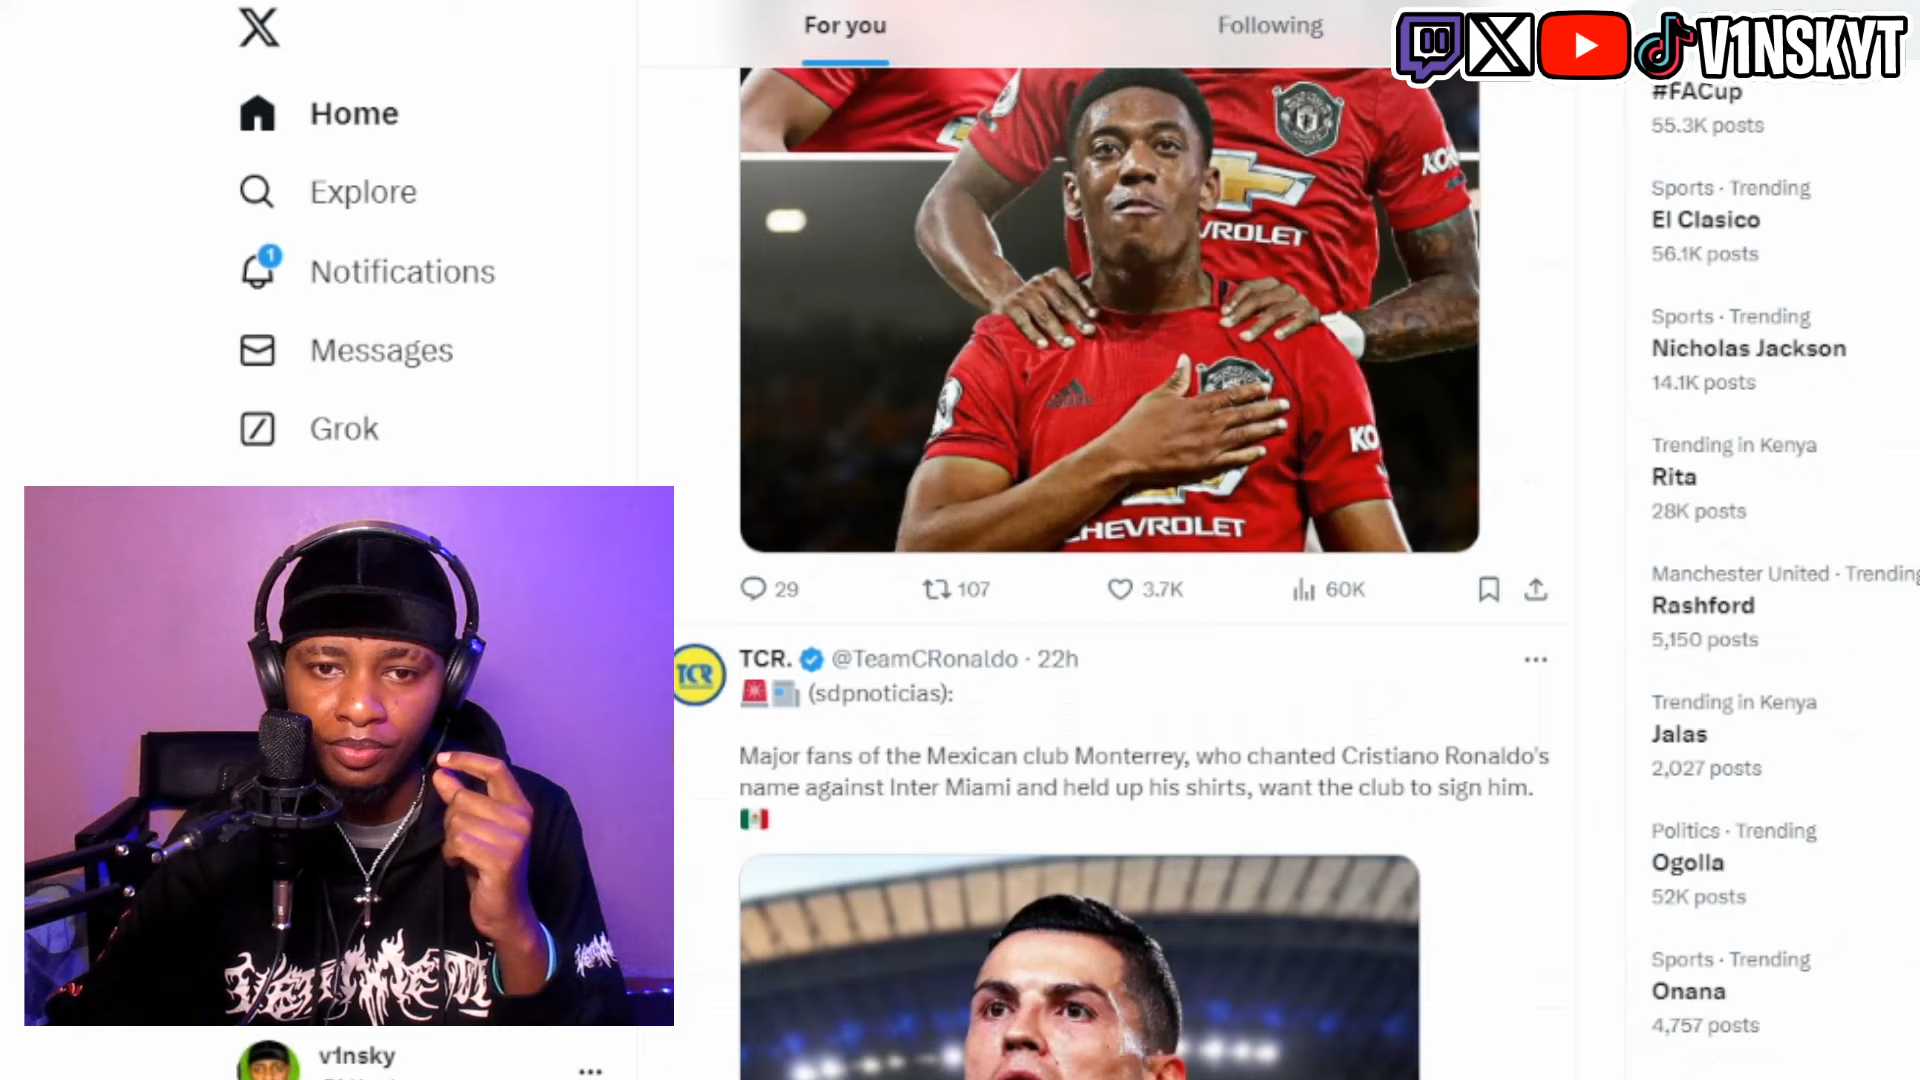 For you
Following
V1NSKYT
Home
Explore
1
Notifications
Messages
Grok
VROLET
CHEVROLET
29
107
3.7K
60K
TCR
TCR.
@TeamCRonaldo · 22h
(sdpnoticias):
Major fans of the Mexican club Monterrey, who chanted Cristiano Ronaldo's
name against Inter Miami and held up his shirts, want the club to sign him.
#FACup
55.3K posts
Sports · Trending
El Clasico
56.1K posts
Sports · Trending
Nicholas Jackson
14.1K posts
Trending in Kenya
Rita
28K posts
Manchester United · Trending
Rashford
5,150 posts
Trending in Kenya
Jalas
2,027 posts
Politics · Trending
Ogolla
52K posts
Sports · Trending
Onana
4,757 posts
v1nsky